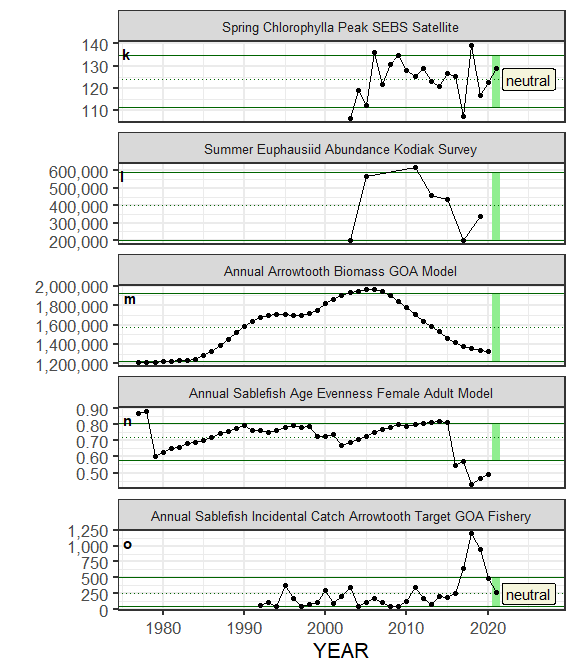 Spring Chlorophylla Peak SEBS Satellite
k
140
130
120
110
neutral
Summer Euphausiid Abundance Kodiak Survey
l
600,000
500,000
400,000
300,000
200,000
Annual Arrowtooth Biomass GOA Model
m
2,000,000
1,800,000
1,600,000
1,400,000
1,200,000
Annual Sablefish Age Evenness Female Adult Model
n
0.90
0.80
0.70
0.60
0.50
Annual Sablefish Incidental Catch Arrowtooth Target GOA Fishery
o
1,250
1,000
750
500
250
0
neutral
1980 1990 2000 2010 2020
YEAR